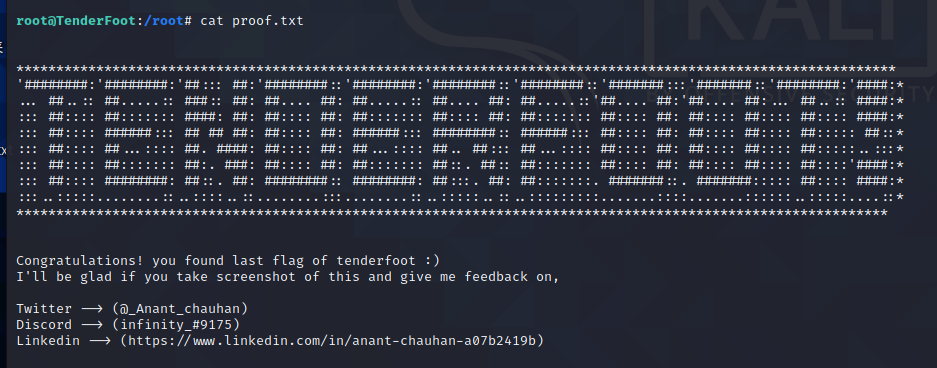 KALI
root@TenderFoot:/root# cat proof.txt
TENDERFOOT!
Congratulations! you found last flag of tenderfoot :)
I'll be glad if you take screenshot of this and give me feedback on,
Twitter --> (@_Anant_chauhan)
Discord --> (infinity_#9175)
Linkedin --> (https://www.linkedin.com/in/anant-chauhan-a07b2419b)